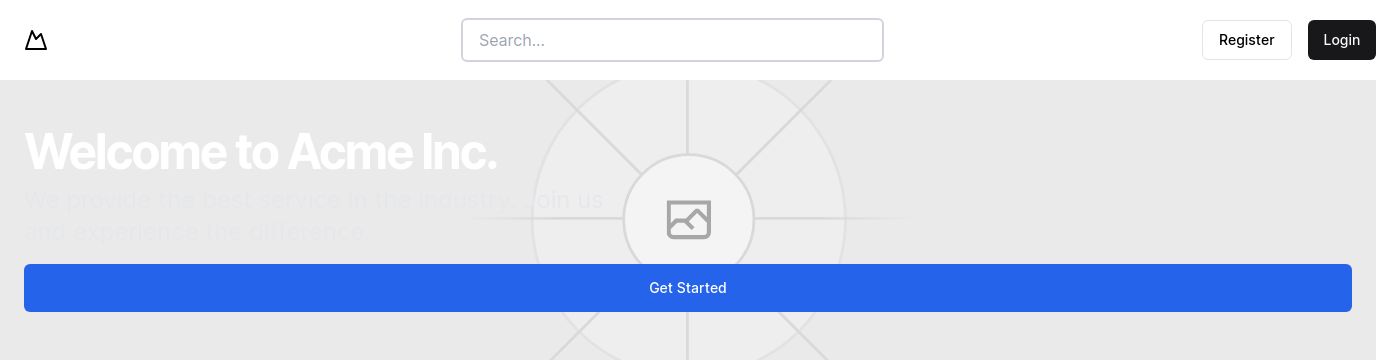 Search...
Register
Login
Welcome to Acme Inc.
We provide the best service in the industry. Join us
and experience the difference.
Get Started